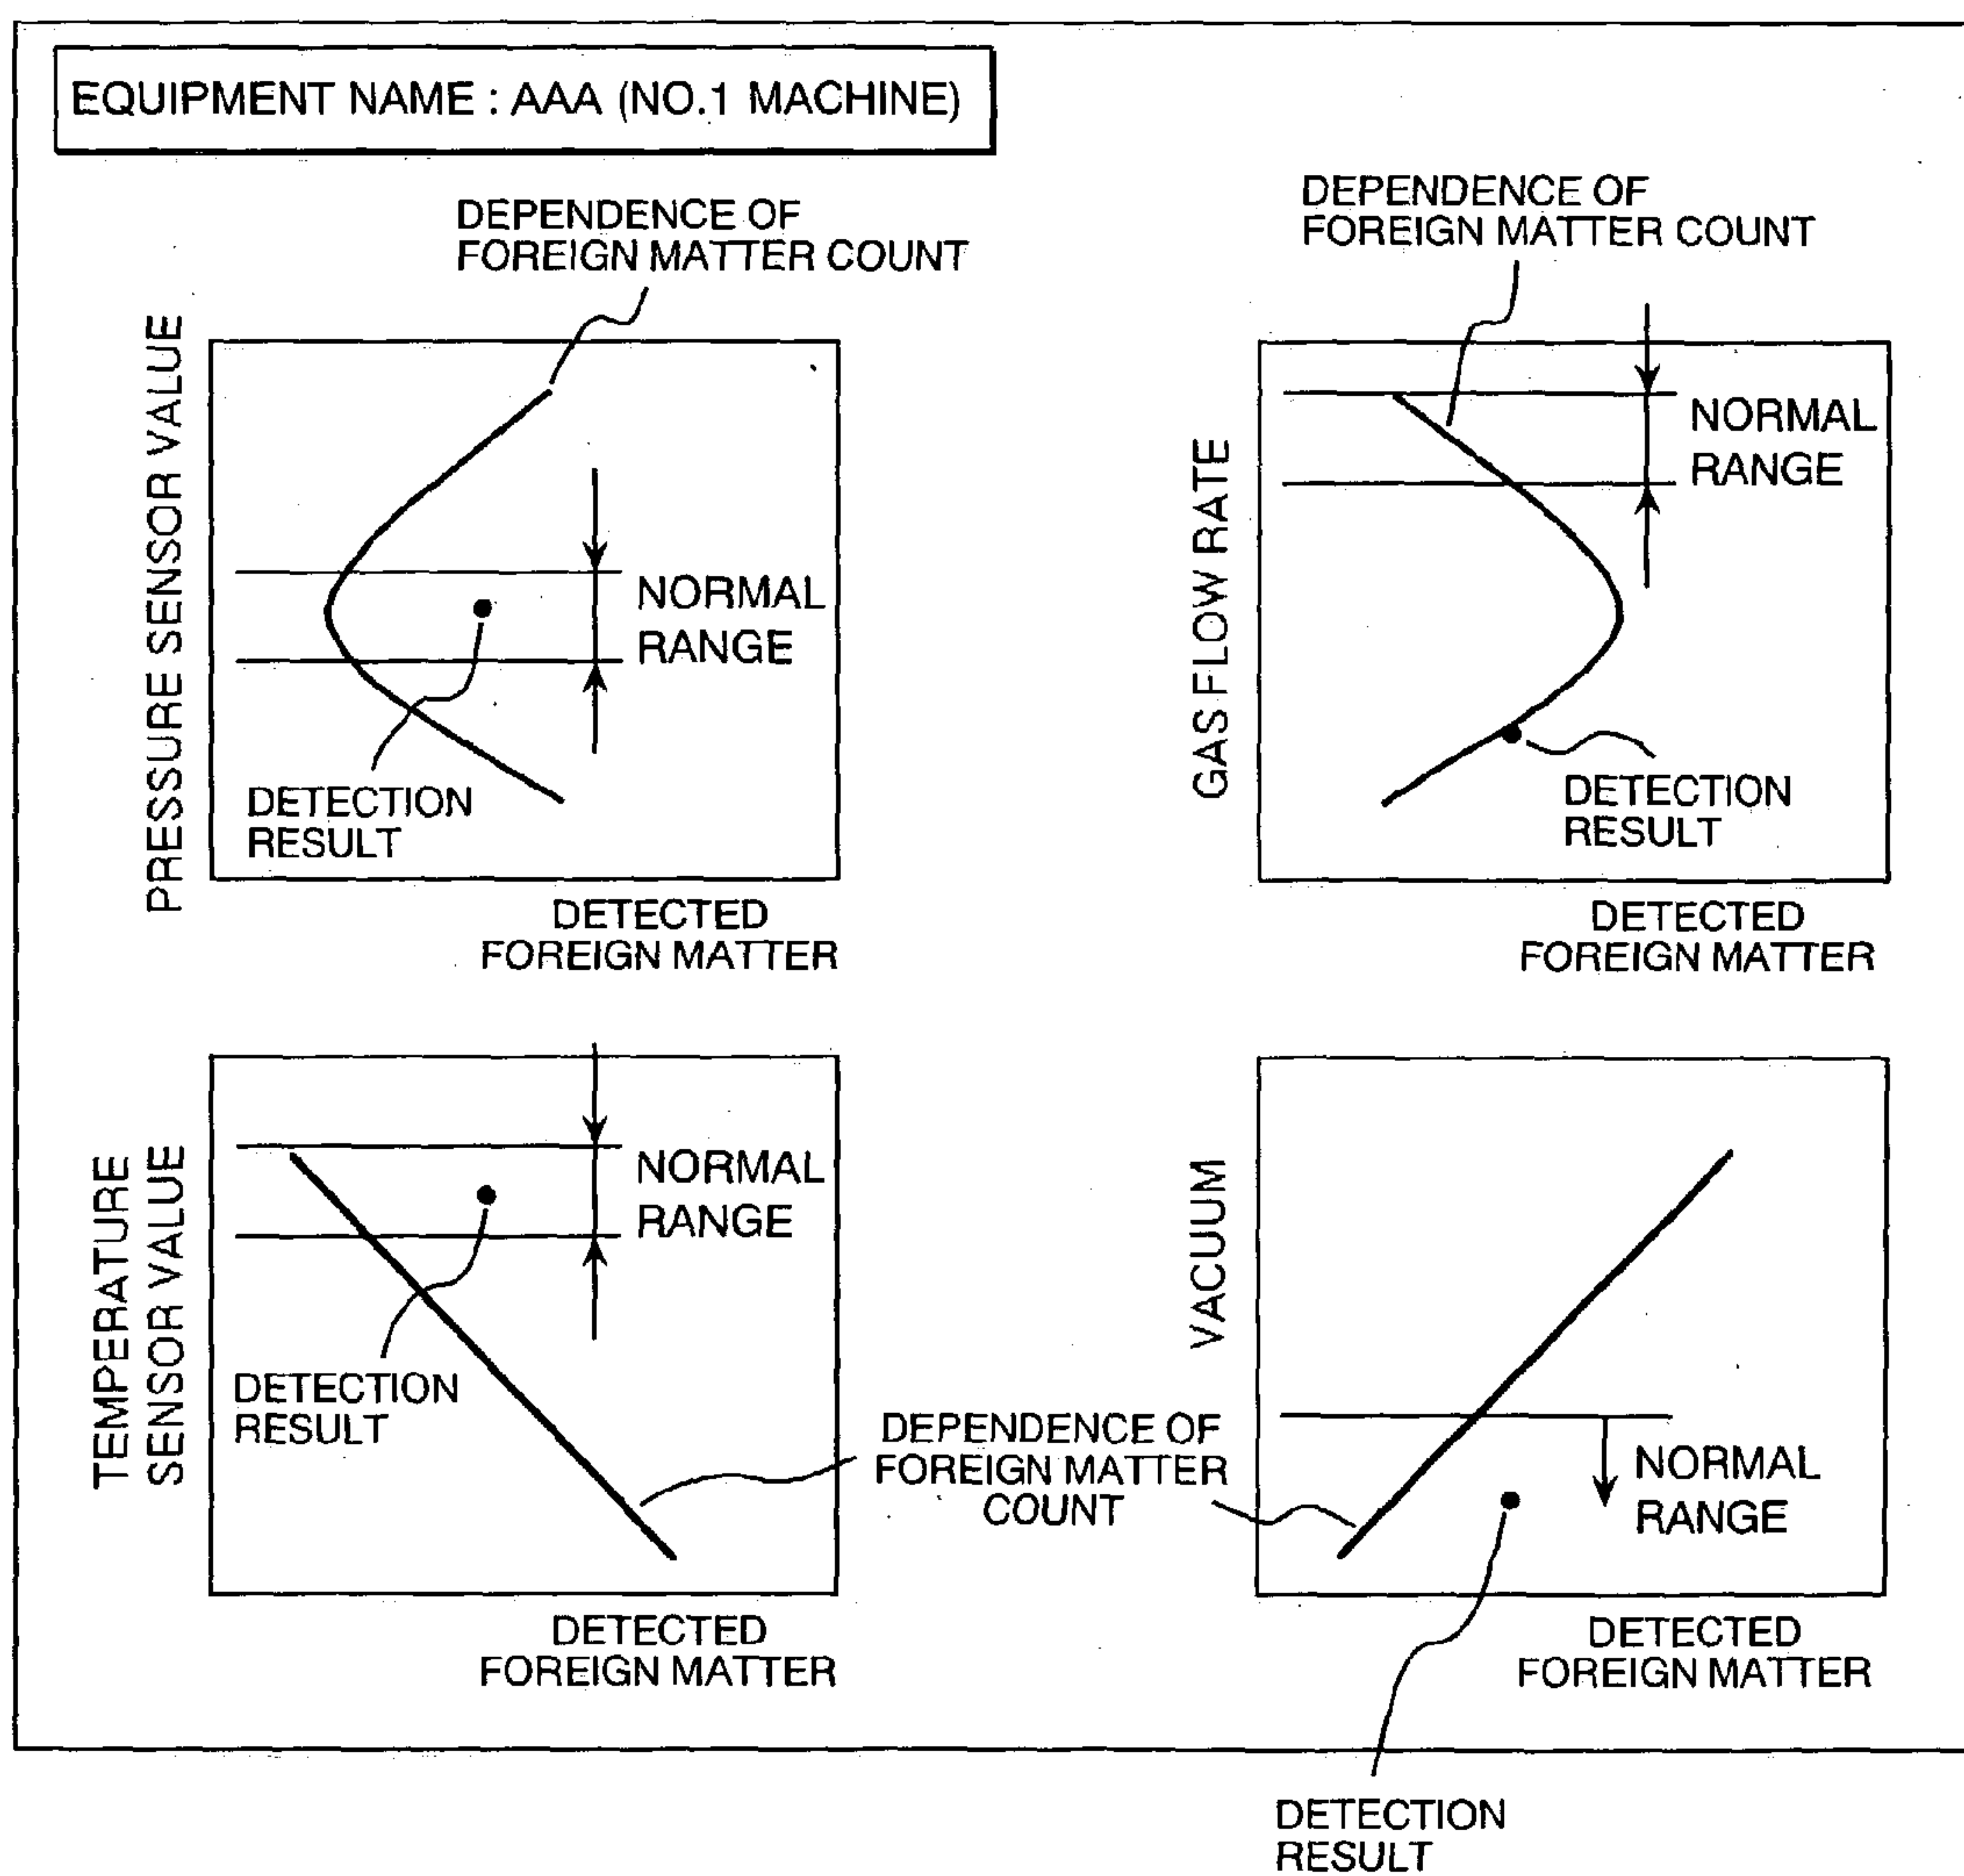 EQUIPMENT NAME : AAA (NO.1 MACHINE)
DEPENDENCE OF
FOREIGN MATTER COUNT
PRESSURE SENSOR VALUE
NORMAL
RANGE
DETECTION
RESULT
DETECTED
FOREIGN MATTER
DEPENDENCE OF
FOREIGN MATTER COUNT
GAS FLOW RATE
NORMAL
RANGE
DETECTION
RESULT
DETECTED
FOREIGN MATTER
TEMPERATURE
SENSOR VALUE
NORMAL
RANGE
DETECTION
RESULT
DETECTED
FOREIGN MATTER
DEPENDENCE OF
FOREIGN MATTER
COUNT
VACUUM
NORMAL
RANGE
DETECTED
FOREIGN MATTER
DETECTION
RESULT